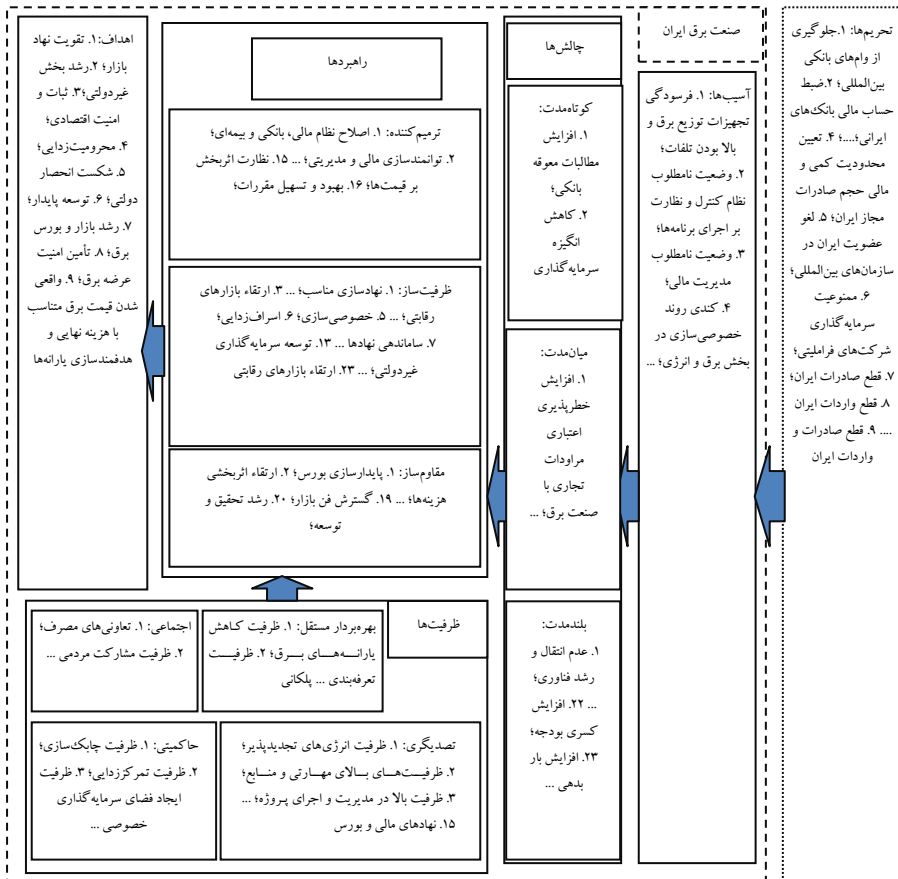 تحریم‌ها: ۱.جلوگیری
از وام‌های بانکی
بین‌المللی؛ ۲.ضبط
حساب مالی بانک‌های
ایرانی؛....؛ ۴. تعیین
محدودیت کمی و
مالی حجم صادرات
مجاز ایران؛ ۵. لغو
عضویت ایران در
سازمان‌های بین‌المللی؛
۶. ممنوعیت
سرمایه‌گذاری
شرکت‌های فراملیتی؛
۷. قطع صادرات ایران؛
۸. قطع واردات ایران
.... ۹. قطع صادرات و
واردات ایران
صنعت برق ایران
آسیب‌ها: ۱. فرسودگی
تجهیزات توزیع برق و
بالا بودن تلفات؛
۲. وضعیت نامطلوب
نظام کنترل و نظارت
بر اجرای برنامه‌ها؛
۳. وضعیت نامطلوب
مدیریت مالی؛
۴. کندی روند
خصوصی‌سازی در
بخش برق و انرژی؛ ...
چالش‌ها
کوتاه‌مدت:
۱. افزایش
مطالبات معوقه
بانکی؛
۲. کاهش
انگیزه
سرمایه‌گذاری
میان‌مدت:
۱. افزایش
خطرپذیری
اعتباری
مراودات
تجاری با
صنعت برق؛ ...
بلندمدت:
۱. عدم انتقال و
رشد فناوری؛
... ۲۲. افزایش
کسری بودجه؛
۲۳. افزایش بار
بدهی ...
راهبردها
ترمیم‌کننده: ۱. اصلاح نظام مالی، بانکی و بیمه‌ای؛
۲. توانمندسازی مالی و مدیریتی؛ ... ۱۵. نظارت اثربخش
بر قیمت‌ها؛ ۱۶. بهبود و تسهیل مقررات؛
ظرفیت‌ساز: ۱. نهادسازی مناسب؛ ... ۳. ارتقاء بازارهای
رقابتی؛ ... ۵. خصوصی‌سازی؛ ۶. اسراف‌زدایی؛
۷. ساماندهی نهادها ... ۱۳. توسعه سرمایه‌گذاری
غیردولتی؛ ... ۲۳. ارتقاء بازارهای رقابتی
مقاوم‌ساز: ۱. پایدارسازی بورس؛ ۲. ارتقاء اثربخشی
هزینه‌ها؛ ... ۱۹. گسترش فن بازار؛ ۲۰. رشد تحقیق و
توسعه؛
ظرفیت‌ها
بهره‌بردار مستقل: ۱. ظرفیت کـاهش
یارانــه‌هــای بــرق؛ ۲. ظرفیــت
تعرفه‌بندی ... پلکانی
اجتماعی: ۱. تعاونی‌های مصرف؛
۲. ظرفیت مشارکت مردمی ...
تصدیگری: ۱. ظرفیت انرژی‌های تجدیدپذیر؛
۲. ظرفیـت‌هـای بـالای مهـارتی و منـابع؛
۳. ظرفیت بالا در مدیریت و اجرای پـروژه؛ ...
۱۵. نهادهای مالی و بورس
حاکمیتی: ۱. ظرفیت چابک‌سازی؛
۲. ظرفیت تمرکززدایی؛ ۳. ظرفیت
ایجاد فضای سرمایه‌گذاری
خصوصی ...
اهداف:۱. تقویت نهاد
بازار؛ ۲.رشد بخش
غیردولتی؛۳. ثبات و
امنیت اقتصادی؛
۴. محرومیت‌زدایی؛
۵. شکست انحصار
دولتی؛ ۶. توسعه پایدار؛
۷. رشد بازار و بورس
برق؛ ۸. تأمین امنیت
عرضه برق؛ ۹. واقعی
شدن قیمت برق متناسب
با هزینه نهایی و
هدفمندسازی یارانه‌ها